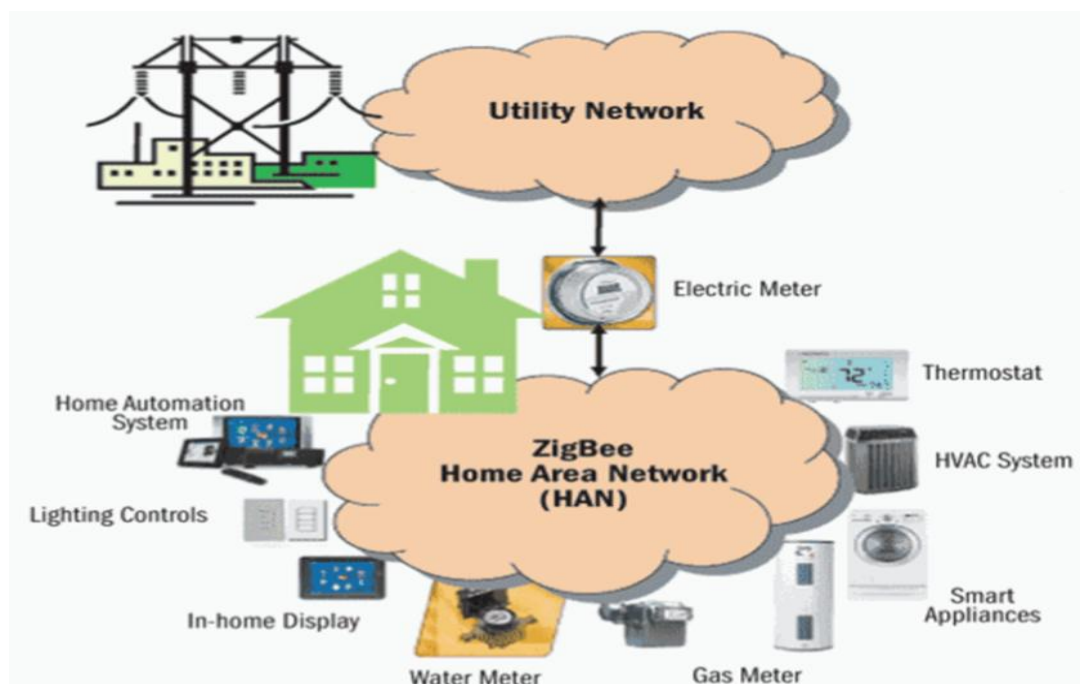 Utility Network
Electric Meter
Thermostat
Home Automation
System
ZigBee
Home Area Network
(HAN)
HVAC System
Lighting Controls
In-home Display
Smart
Appliances
Water Meter
Gas Meter